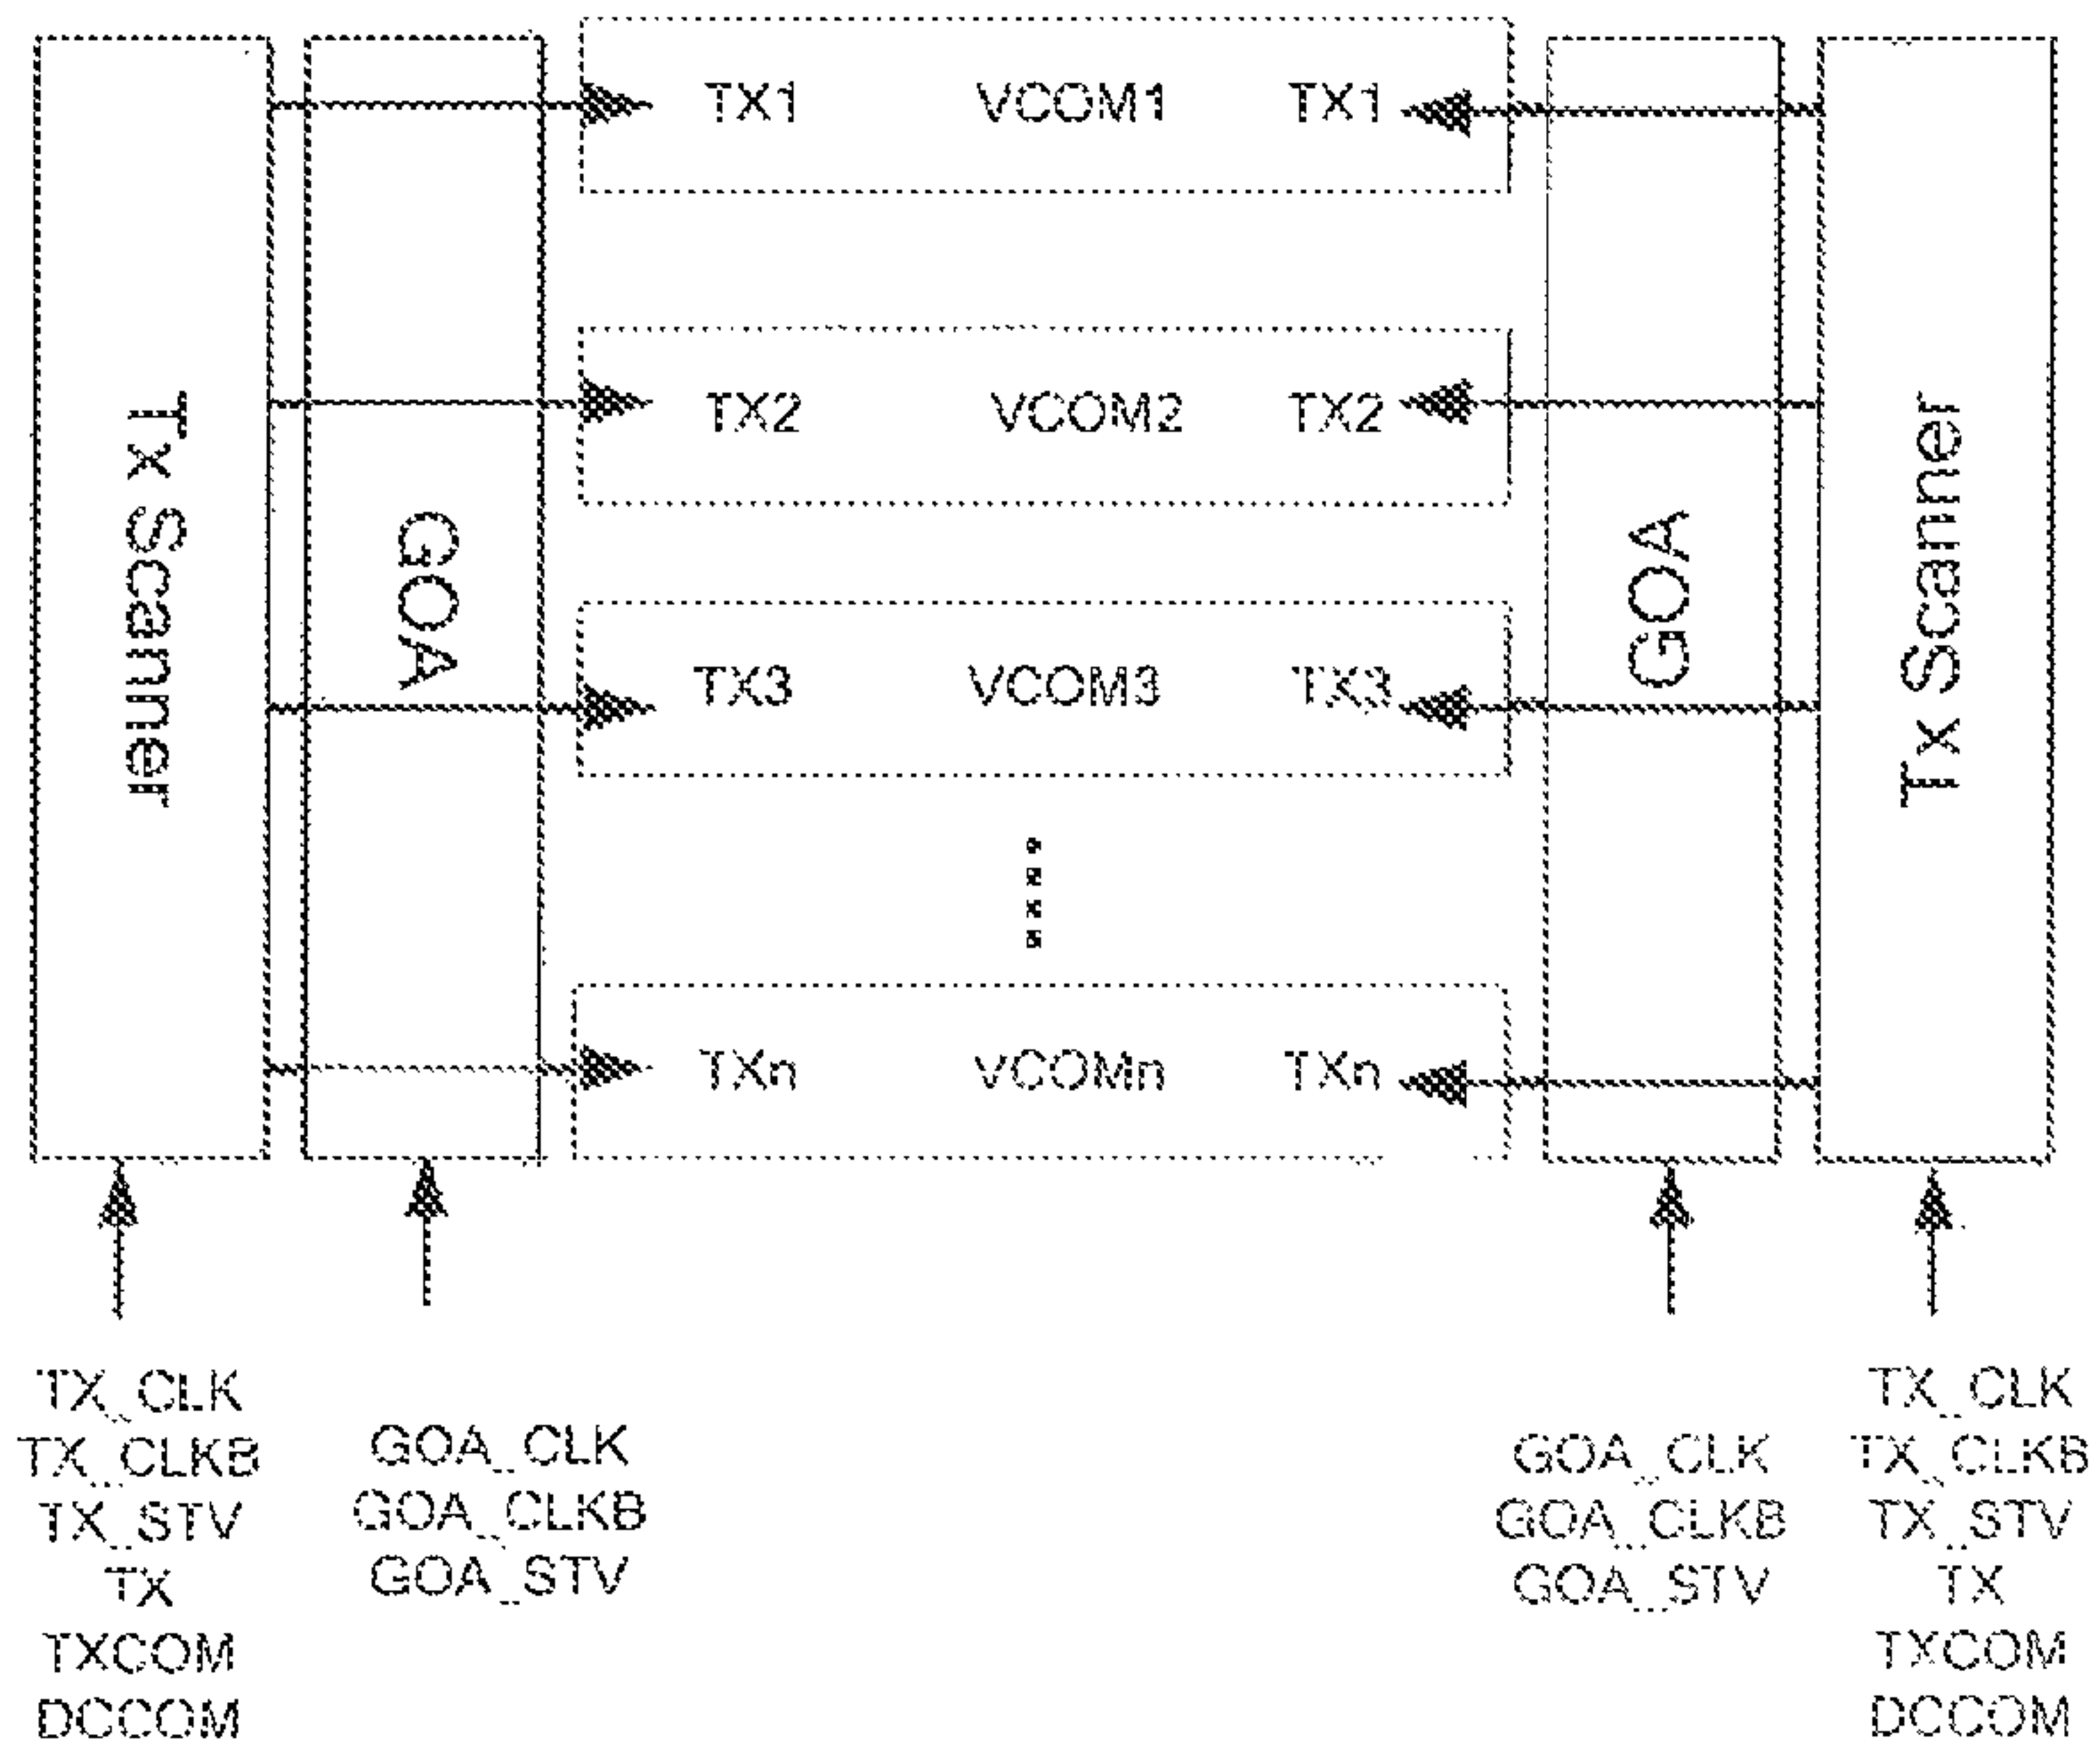 TX1 VCOM1 TX1
TX2 VCOM2 TX2
TX3 VCOM3 TX3
TXn VCOMn TXn
Tx Scanner
GOA
GOA
Tx Scanner
TX_CLK
TX_CLKB
TX_STV
TX
TXCOM
DCCOM
GOA_CLK
GOA_CLKB
GOA_STV
GOA_CLK
GOA_CLKB
GOA_STV
TX_CLK
TX_CLKB
TX_STV
TX
TXCOM
DCCOM